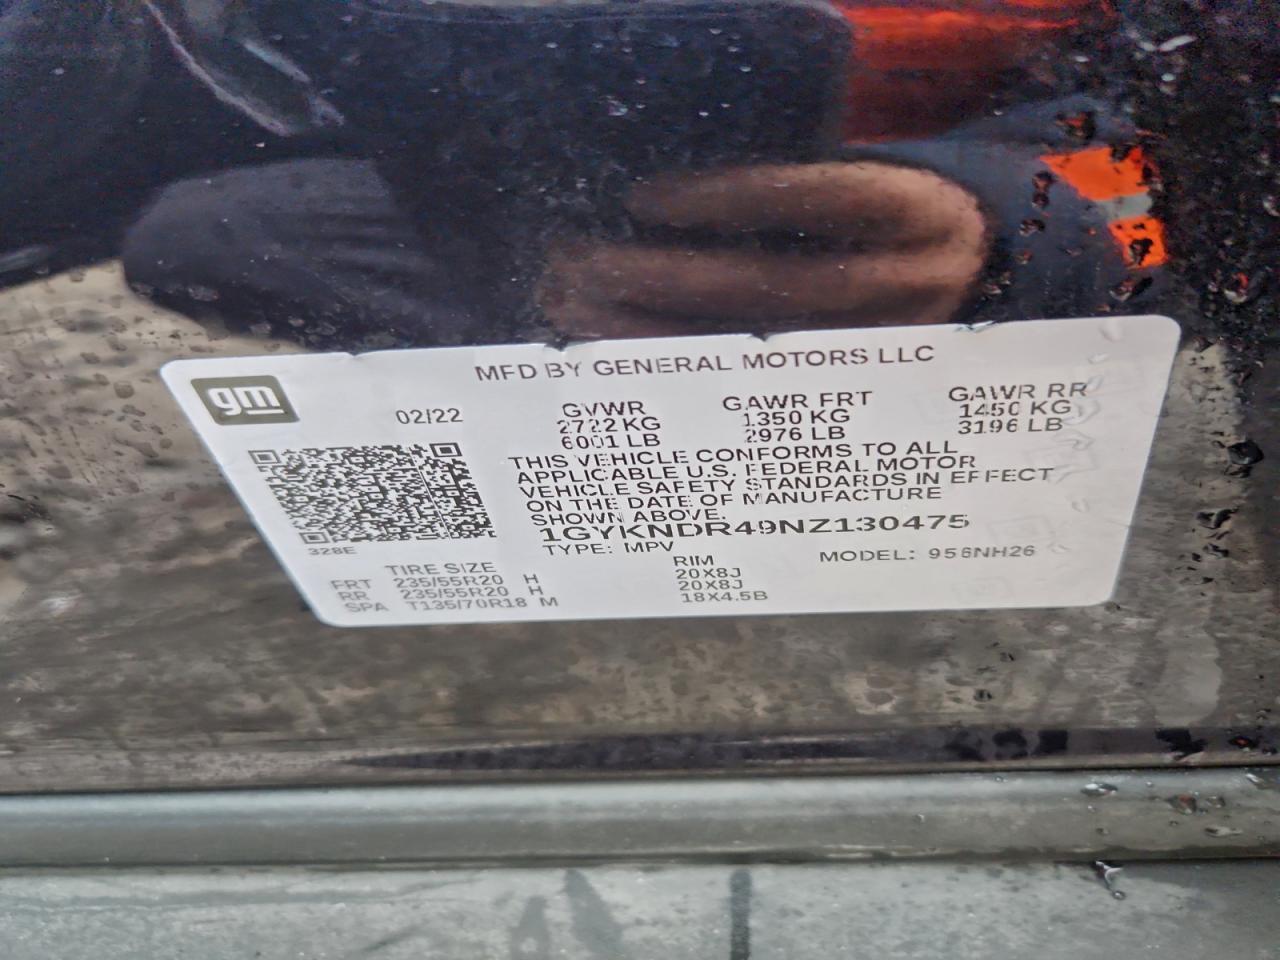 gm
MFD BY GENERAL MOTORS LLC
02/22 GVWR GAWR FRT GAWR RR
2722 KG 1350 KG 1450 KG
6001 LB 2976 LB 3196 LB
THIS VEHICLE CONFORMS TO ALL
APPLICABLE U.S. FEDERAL MOTOR
VEHICLE SAFETY STANDARDS IN EFFECT
ON THE DATE OF MANUFACTURE
SHOWN ABOVE.
1GYKNDR49NZ130475
328E TYPE: MPV MODEL: 956NH26
TIRE SIZE RIM
FRT 235/55R20 H 20X8J
RR 235/55R20 H 20X8J
SPA T135/70R18 M 18X4.5B